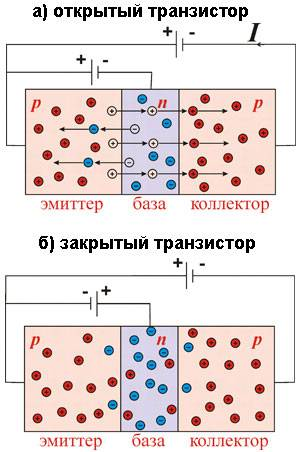 а) открытый транзистор
+ - I
+ -
p n p
эмиттер база коллектор
б) закрытый транзистор
+ -
- +
p n p
эмиттер база коллектор